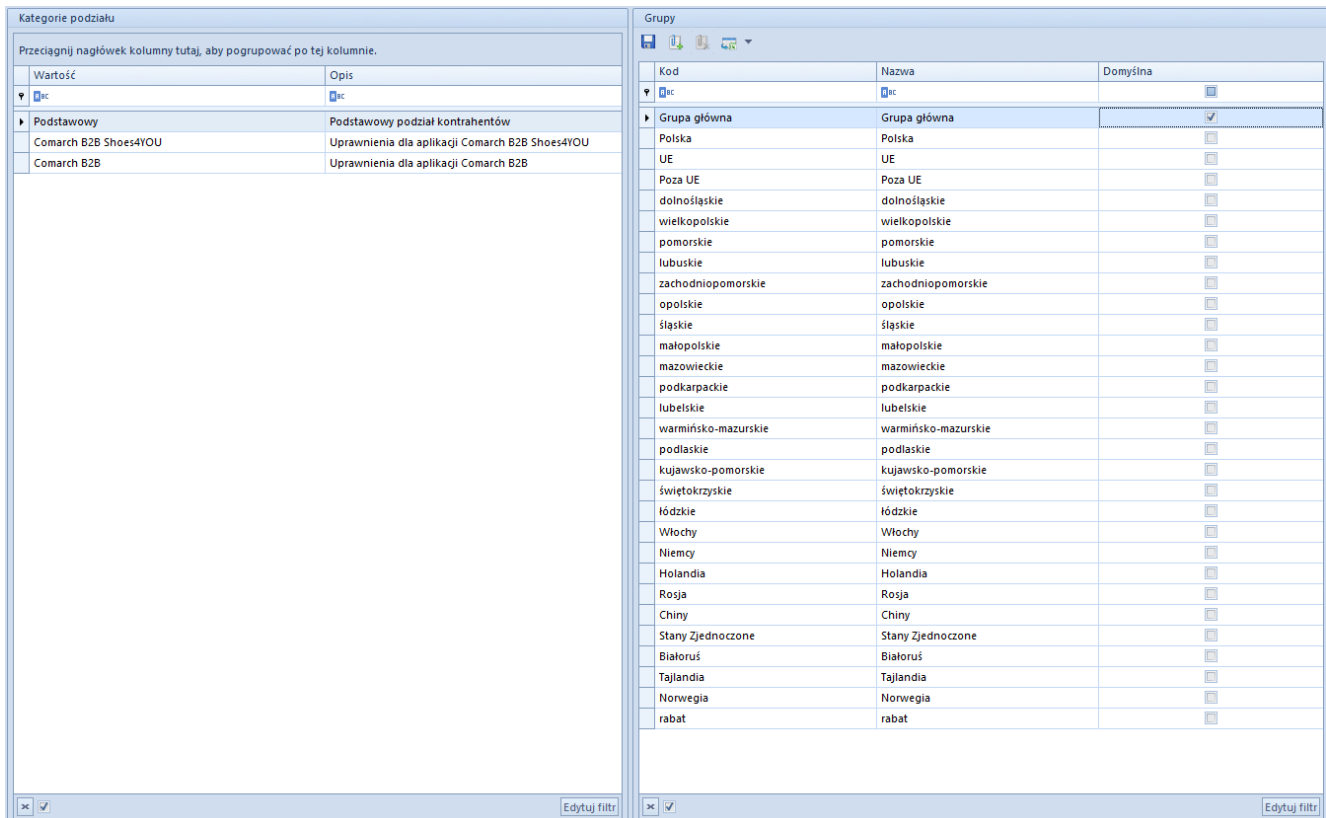 Kategorie podziału
Przeciągnij nagłówek kolumny tutaj, aby pogrupować po tej kolumnie.
Wartość Opis
Podstawowy Podstawowy podział kontrahentów
Comarch B2B Shoes4YOU Uprawnienia dla aplikacji Comarch B2B Shoes4YOU
Comarch B2B Uprawnienia dla aplikacji Comarch B2B
Edytuj filtr
Grupy
Kod Nazwa Domyślna
Grupa główna Grupa główna
Polska Polska
UE UE
Poza UE Poza UE
dolnośląskie dolnośląskie
wielkopolskie wielkopolskie
pomorskie pomorskie
lubuskie lubuskie
zachodniopomorskie zachodniopomorskie
opolskie opolskie
śląskie śląskie
małopolskie małopolskie
mazowieckie mazowieckie
podkarpackie podkarpackie
lubelskie lubelskie
warmińsko-mazurskie warmińsko-mazurskie
podlaskie podlaskie
kujawsko-pomorskie kujawsko-pomorskie
świętokrzyskie świętokrzyskie
łódzkie łódzkie
Włochy Włochy
Niemcy Niemcy
Holandia Holandia
Rosja Rosja
Chiny Chiny
Stany Zjednoczone Stany Zjednoczone
Białoruś Białoruś
Tajlandia Tajlandia
Norwegia Norwegia
rabat rabat
Edytuj filtr